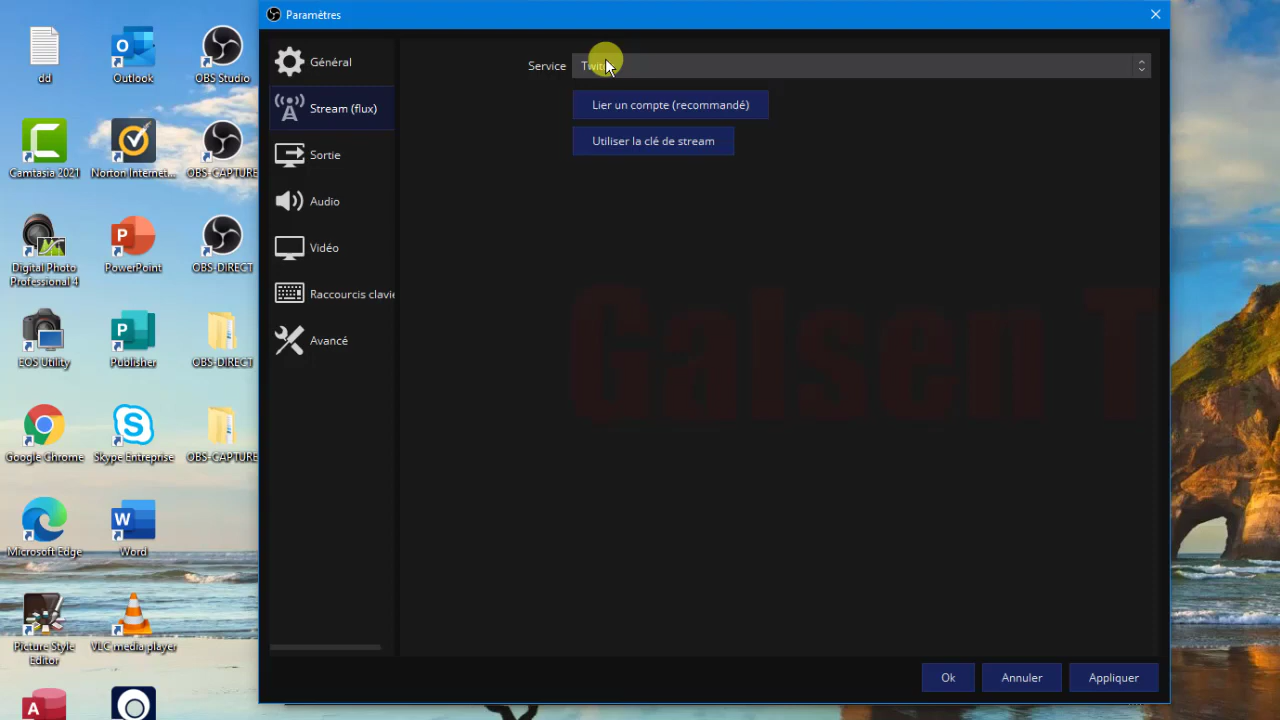 Paramètres
dd
Outlook
OBS Studio
Camtasia 2021
Norton Internet...
OBS-CAPTURE
Digital Photo
Professional 4
PowerPoint
OBS-DIRECT
EOS Utility
Publisher
OBS-DIRECT
Google Chrome
Skype Entreprise
OBS-CAPTURE
Microsoft Edge
Word
Picture Style
Editor
VLC media player
Général
Stream (flux)
Sortie
Audio
Vidéo
Raccourcis clavie
Avancé
Service
Twitch
Lier un compte (recommandé)
Utiliser la clé de stream
Galsen T
Ok
Annuler
Appliquer